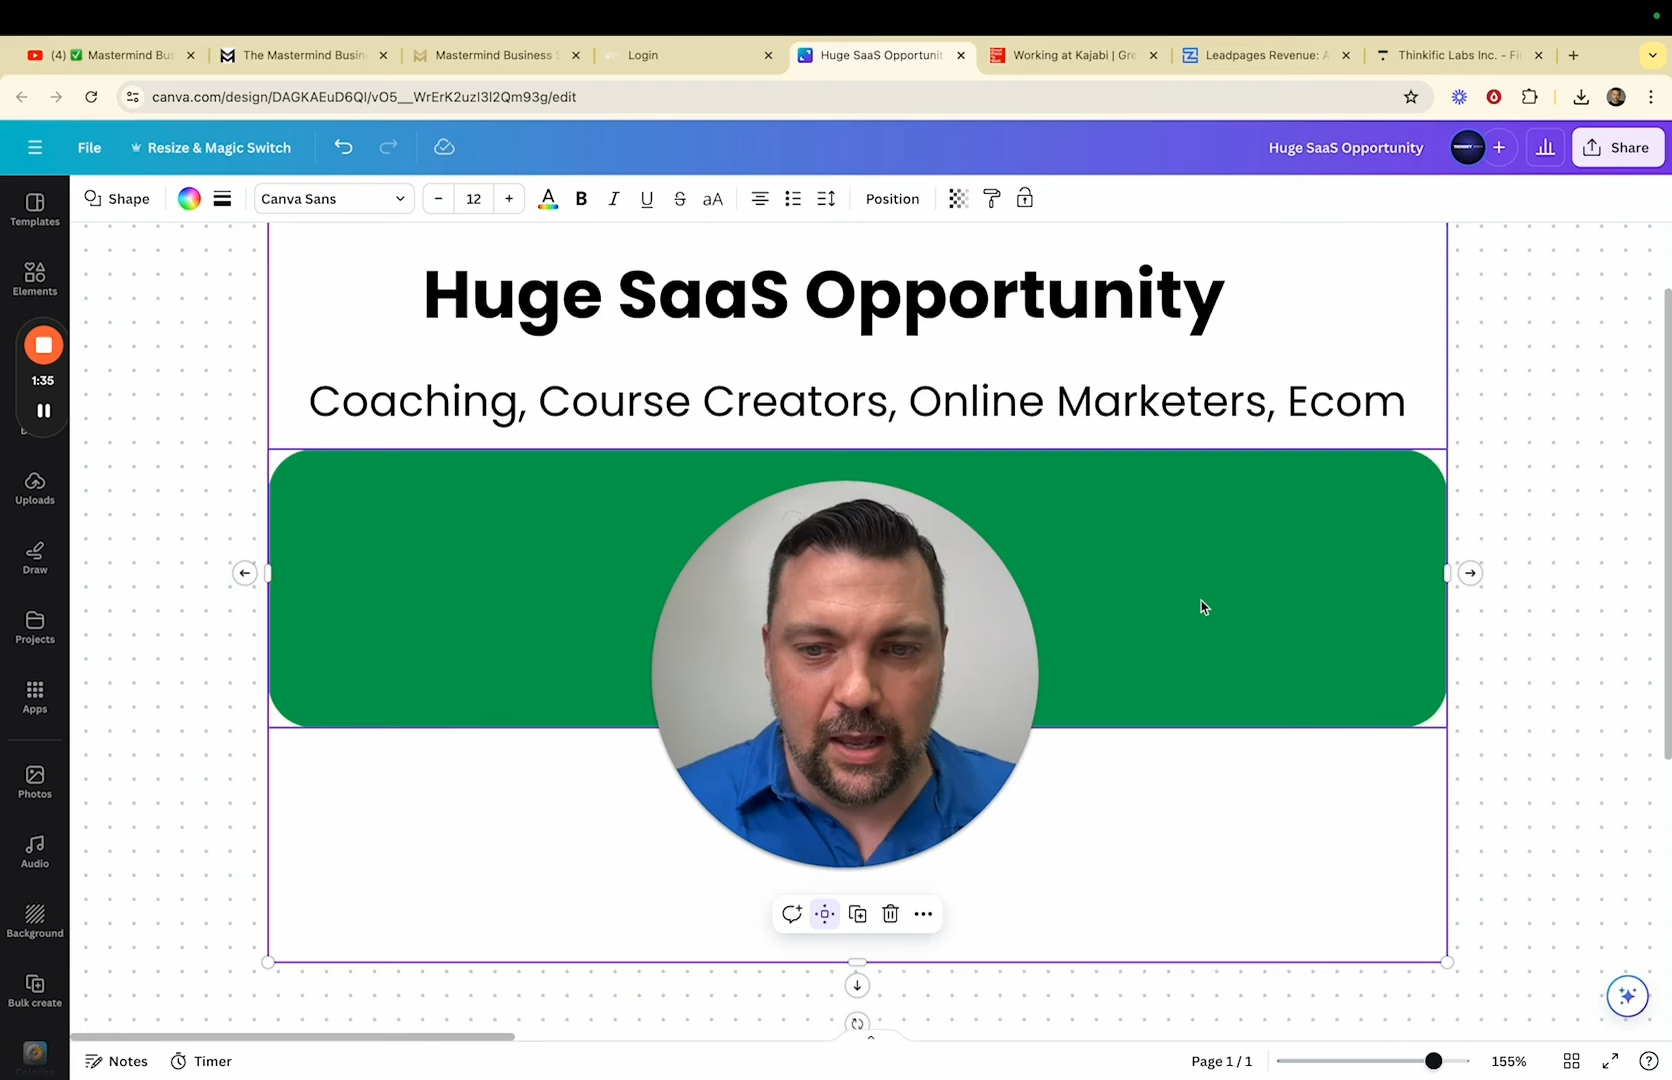 (4) ✅ Mastermind Bus
The Mastermind Busin
Mastermind Business S
Login
Huge SaaS Opportunit
Working at Kajabi | Gre
Leadpages Revenue: A
Thinkific Labs Inc. - Fi
canva.com/design/DAGKAEuD6QI/vO5__WrErK2uzI3l2Qm93g/edit
File
Resize & Magic Switch
Huge SaaS Opportunity
Share
Shape
Canva Sans
12
A
B
I
U
S
aA
Position
Templates
Elements
1:35
Uploads
Draw
Projects
Apps
Photos
Audio
Background
Bulk create
Huge SaaS Opportunity
Coaching, Course Creators, Online Marketers, Ecom
Notes
Timer
Page 1 / 1
155%